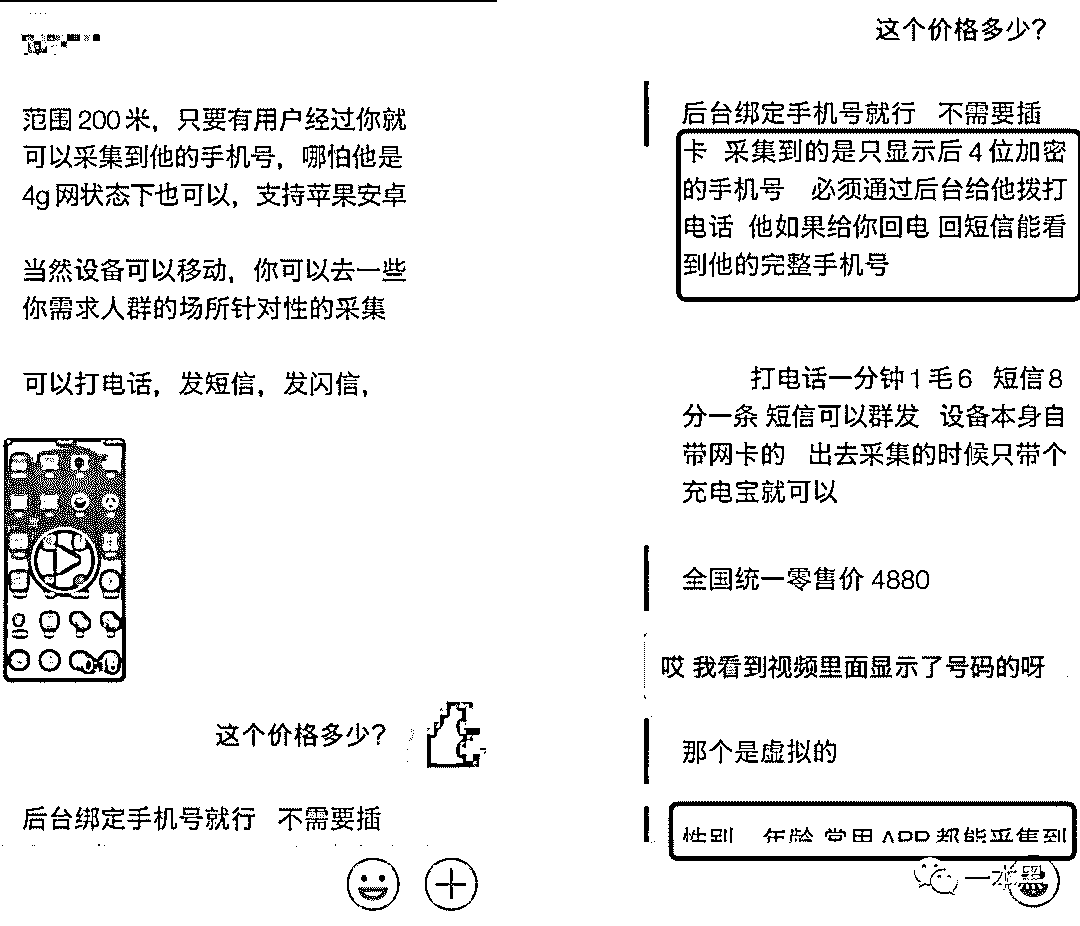 范围200米，只要有用户经过你就
可以采集到他的手机号，哪怕他是
4g网状态下也可以，支持苹果安卓
当然设备可以移动，你可以去一些
你需求人群的场所针对性的采集
可以打电话，发短信，发闪信，
这个价格多少？
后台绑定手机号就行 不需要插
这个价格多少？
后台绑定手机号就行 不需要插
卡 采集到的是只显示后4位加密
的手机号 必须通过后台给他拨打
电话 他如果给你回电 回短信能看
到他的完整手机号
打电话一分钟1毛6 短信8
分一条 短信可以群发 设备本身自
带网卡的 出去采集的时候只带个
充电宝就可以
全国统一零售价4880
哎 我看到视频里面显示了号码的呀
那个是虚拟的
性别 年龄 常用APP都能采集到
一本黑